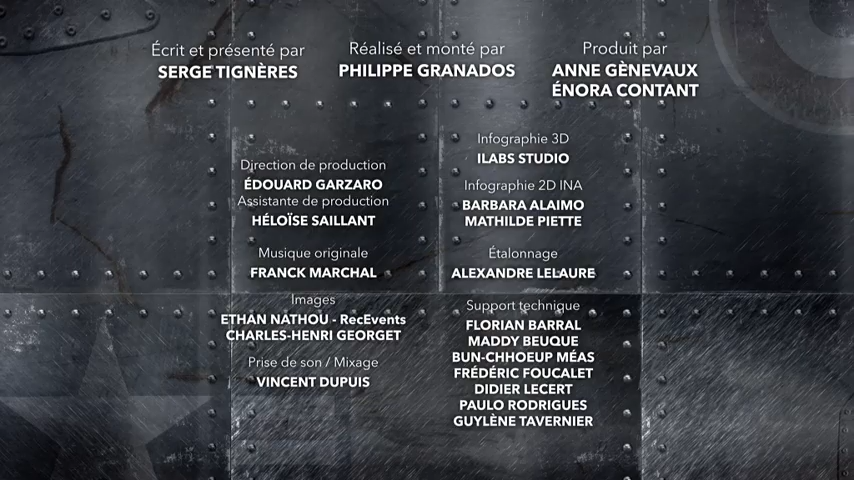 Écrit et présenté par
SERGE TIGNÈRES
Réalisé et monté par
PHILIPPE GRANADOS
Produit par
ANNE GÈNEVAUX
ÉNORA CONTANT
Direction de production
ÉDOUARD GARZARO
Assistante de production
HÉLOÏSE SAILLANT
Musique originale
FRANCK MARCHAL
Images
ETHAN NATHOU - RecEvents
CHARLES-HENRI GEORGET
Prise de son / Mixage
VINCENT DUPUIS
Infographie 3D
ILABS STUDIO
Infographie 2D INA
BARBARA ALAIMO
MATHILDE PIETTE
Étalonnage
ALEXANDRE LELAURE
Support technique
FLORIAN BARRAL
MADDY BEUQUE
BUN-CHHOEUP MÉAS
FRÉDÉRIC FOUCALET
DIDIER LECERT
PAULO RODRIGUES
GUYLÈNE TAVERNIER